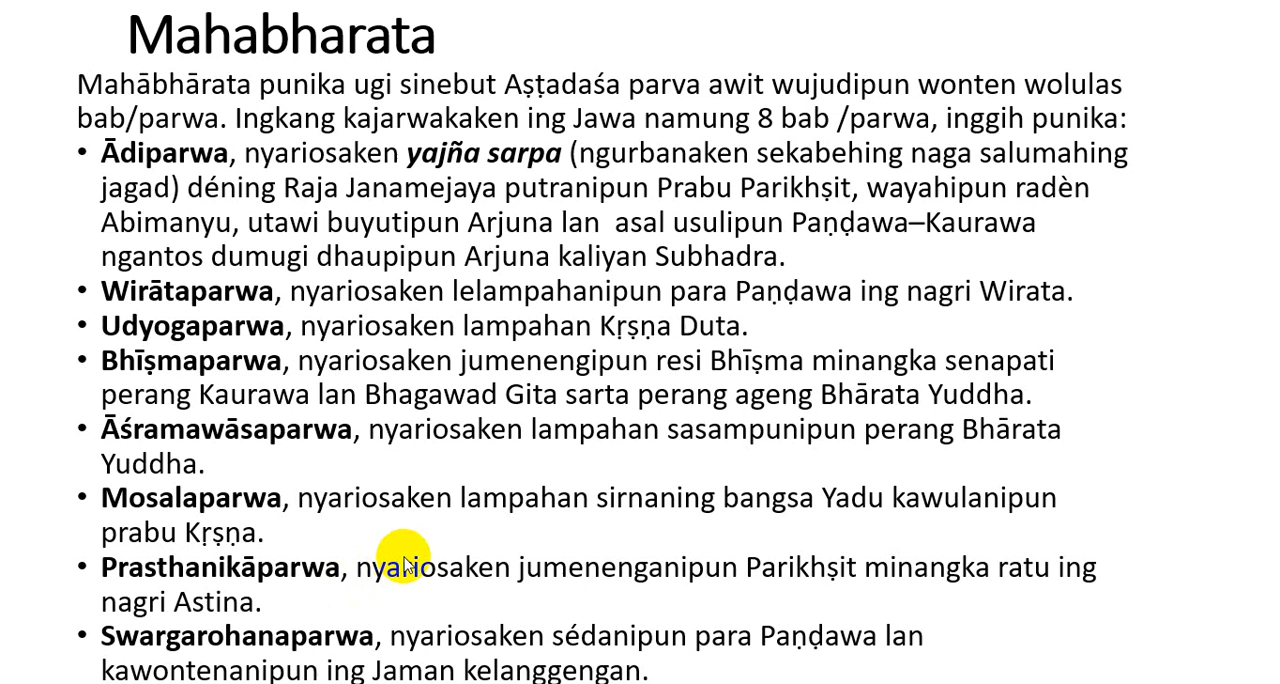 Mahabharata
Mahābhārata punika ugi sinebut Aṣṭadaśa parva awit wujudipun wonten wolulas
bab/parwa. Ingkang kajarwakaken ing Jawa namung 8 bab /parwa, inggih punika:
• Ādiparwa, nyariosaken yajña sarpa (ngurbanaken sekabehing naga salumahing
jagad) déning Raja Janamejaya putranipun Prabu Parikhṣit, wayahipun radèn
Abimanyu, utawi buyutipun Arjuna lan asal usulipun Paṇḍawa–Kaurawa
ngantos dumugi dhaupipun Arjuna kaliyan Subhadra.
• Wirātaparwa, nyariosaken lelampahanipun para Paṇḍawa ing nagri Wirata.
• Udyogaparwa, nyariosaken lampahan Kṛṣṇa Duta.
• Bhīṣmaparwa, nyariosaken jumenengipun resi Bhīṣma minangka senapati
perang Kaurawa lan Bhagawad Gita sarta perang ageng Bhārata Yuddha.
• Āśramawāsaparwa, nyariosaken lampahan sasampunipun perang Bhārata
Yuddha.
• Mosalaparwa, nyariosaken lampahan sirnaning bangsa Yadu kawulanipun
prabu Kṛṣṇa.
• Prasthanikāparwa, nyariosaken jumenenganipun Parikhṣit minangka ratu ing
nagri Astina.
• Swargarohanaparwa, nyariosaken sédanipun para Paṇḍawa lan
kawontenanipun ing Jaman kelanggengan.